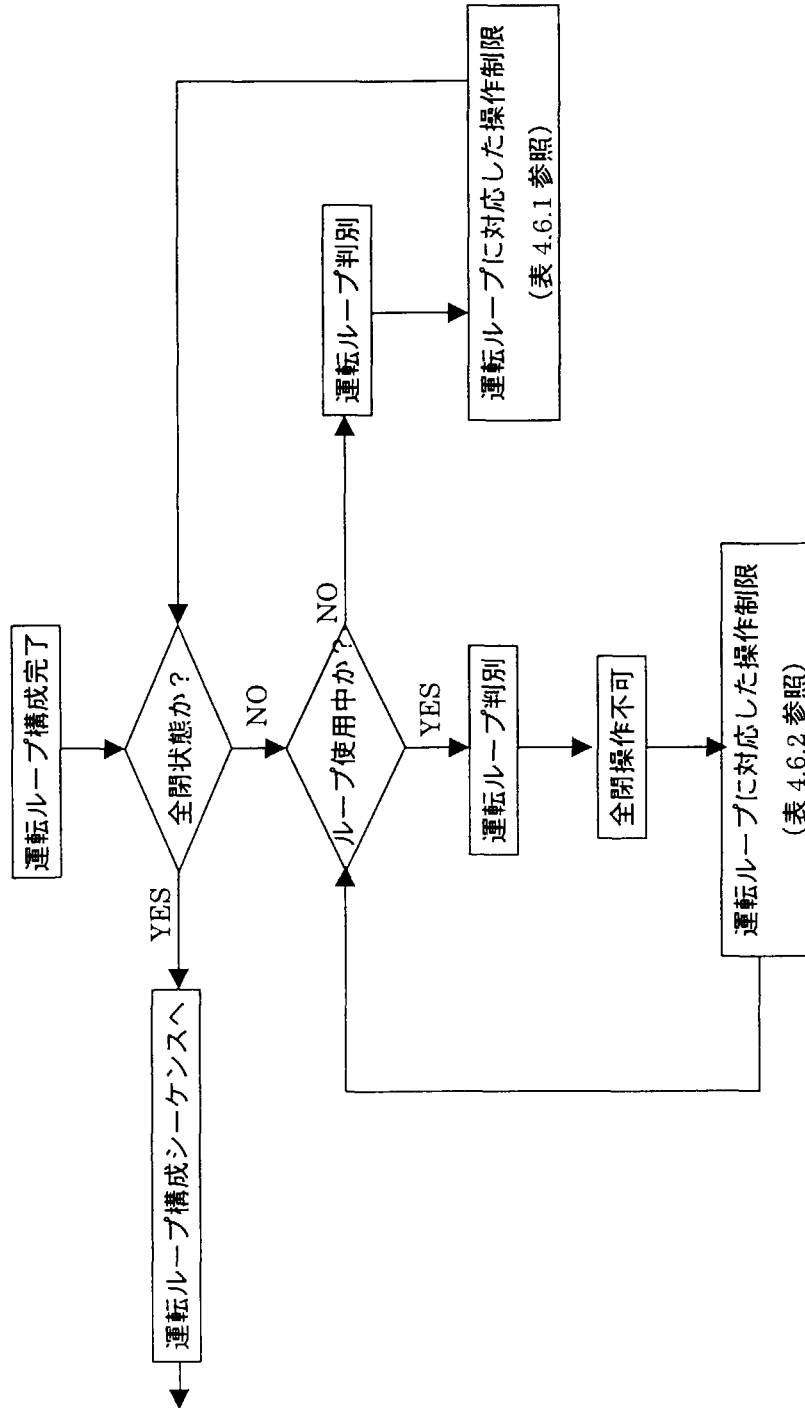 運転ループ構成完了
全閉状態か？
YES
運転ループ構成シーケンスへ
NO
ループ使用中か？
NO
運転ループ判別
運転ループに対応した操作制限
(表 4.6.1 参照)
YES
運転ループ判別
全閉操作不可
運転ループに対応した操作制限
(表 4.6.2 参照)